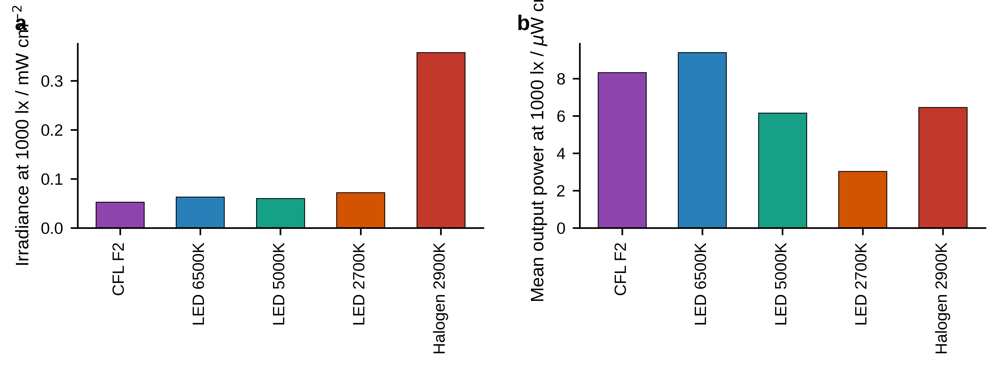 a
Irradiance at 1000 lx / mW cm⁻²
0.3
0.2
0.1
0.0
CFL F2
LED 6500K
LED 5000K
LED 2700K
Halogen 2900K
b
Mean output power at 1000 lx / µW
8
6
4
2
0
CFL F2
LED 6500K
LED 5000K
LED 2700K
Halogen 2900K